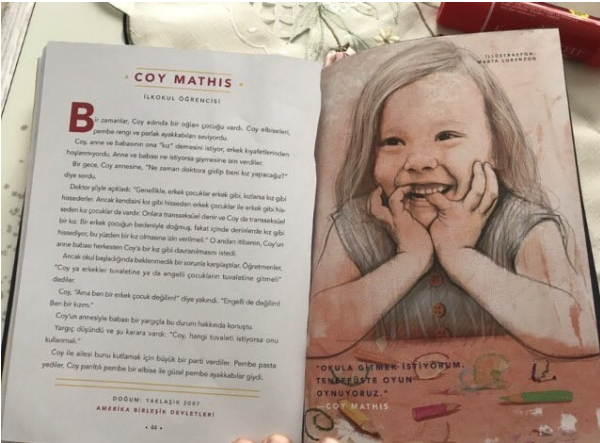 COY MATHIS
İLKOKUL ÖĞRENCİSİ
Bir zamanlar, Coy adında bir oğlan çocuğu vardı. Coy elbiseleri,
pembe rengi ve parlak ayakkabıları seviyordu.
Coy, anne ve babasının ona "kız" demesini istiyor, erkek kıyafetlerinden
hoşlanmıyordu. Anne ve babası ne istiyorsa giymesine izin verdiler.
Bir gece, Coy annesine, "Ne zaman doktora gidip beni kız yapacağız?"
diye sordu.
Doktor şöyle açıkladı: "Genellikle, erkek çocuklar erkek gibi, kızlarsa kız gibi
hissederler. Ancak kendisini kız gibi hisseden erkek çocuklar ile erkek gibi his-
seden kız çocuklar da vardır. Onlara transseksüel denir ve Coy da transseksüel
bir kız. Bir erkek çocuğun bedeniyle doğmuş, fakat içinde derinlerde kız gibi
hissediyor, bu yüzden bir kız olmasına izin verilmeli." O andan itibaren, Coy'un
anne babası herkesten Coy'a bir kız gibi davranılmasını istedi.
Ancak okul başladığında beklenmedik bir sorunla karşılaştılar. Öğretmenler,
"Coy ya erkekler tuvaletine ya da engelli çocukların tuvaletine gitmeli"
dediler.
Coy, "Ama ben bir erkek çocuk değilim!" diye yakındı. "Engelli de değilim!
Ben bir kızım."
Coy'un annesiyle babası bir yargıçla bu durum hakkında konuştu.
Yargıç düşündü ve şu karara vardı: "Coy, hangi tuvaleti istiyorsa onu
kullanmalı."
Coy ile ailesi bunu kutlamak için büyük bir parti verdiler. Pembe pasta
yediler, Coy parıltılı pembe bir elbise ile güzel pembe ayakkabılar giydi.
DOĞUM: YAKLAŞIK 2007
AMERİKA BİRLEŞİK DEVLETLERİ
• 44 •
İLLÜSTRASYON:
MARTA LORENZON
"OKULA GİTMEK İSTİYORUM.
TENEFFÜSTE OYUN
OYNUYORUZ."
—COY MATHIS